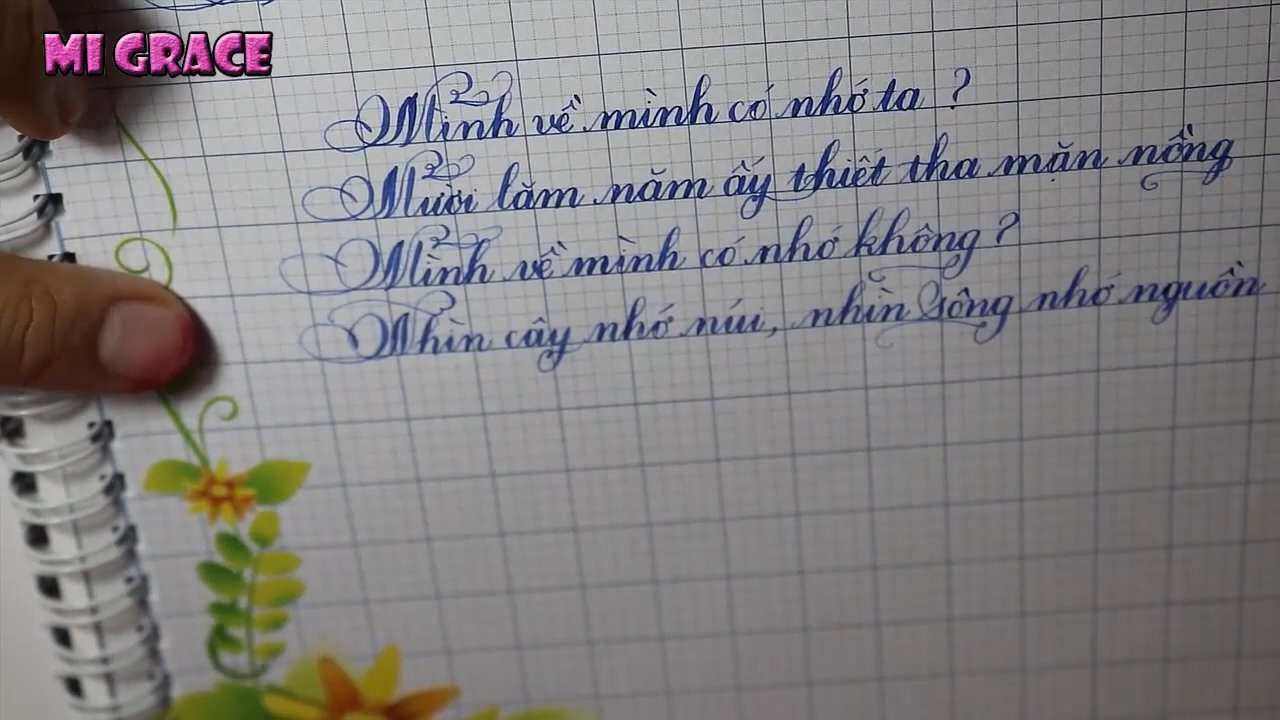 MI GRACE
Mình về mình có nhớ ta ?
Mười lăm năm ấy thiết tha mặn nồng
Mình về mình có nhớ không ?
Nhìn cây nhớ núi, nhìn sông nhớ nguồn